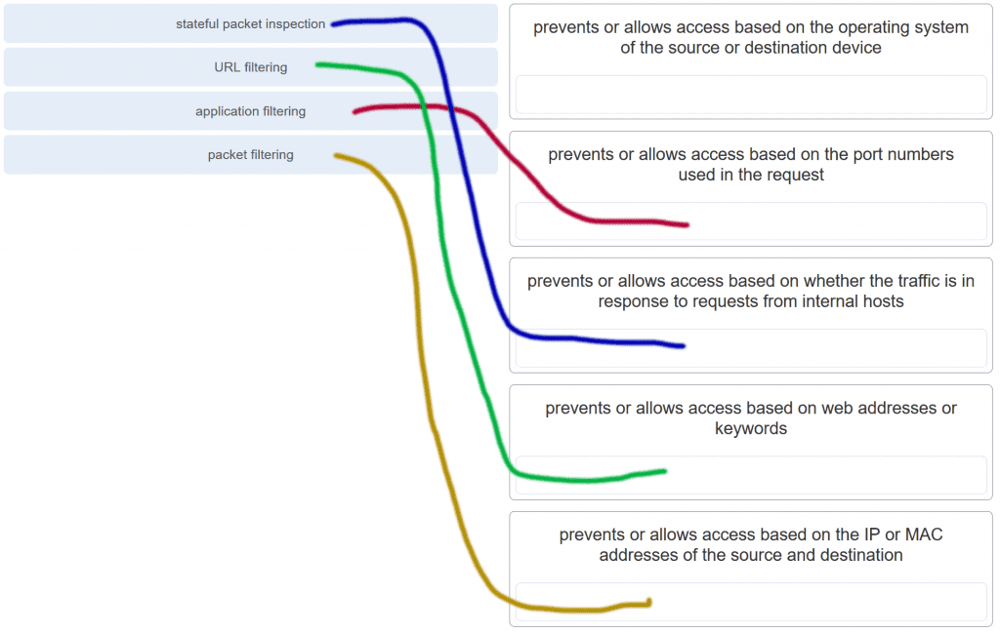 stateful packet inspection
URL filtering
application filtering
packet filtering
prevents or allows access based on the operating system
of the source or destination device
prevents or allows access based on the port numbers
used in the request
prevents or allows access based on whether the traffic is in
response to requests from internal hosts
prevents or allows access based on web addresses or
keywords
prevents or allows access based on the IP or MAC
addresses of the source and destination